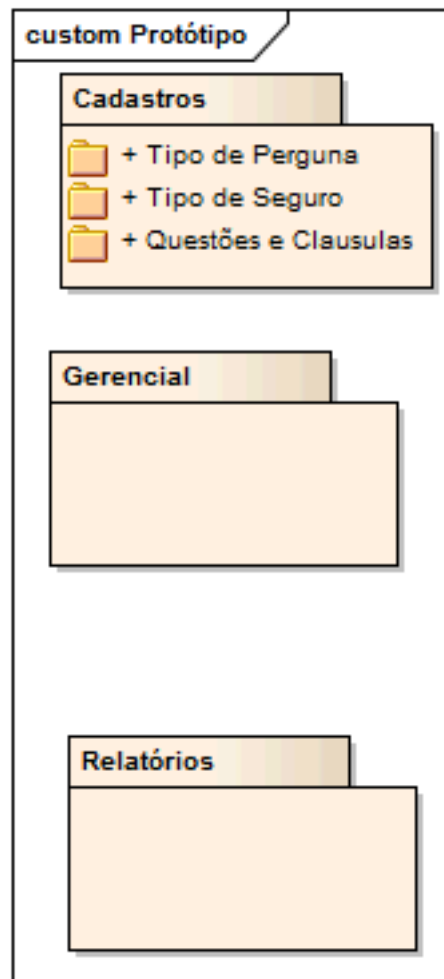 custom Protótipo
Cadastros
+ Tipo de Perguna
+ Tipo de Seguro
+ Questões e Clausulas
Gerencial
Relatórios